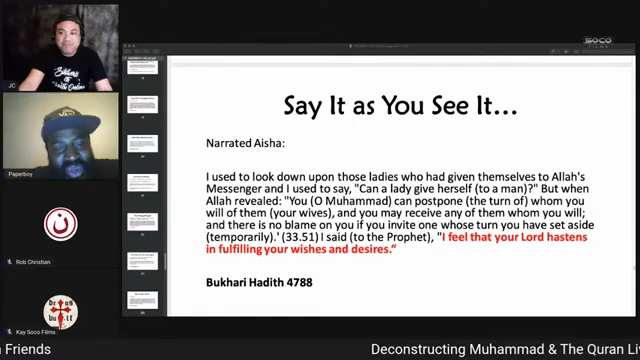 SOCO
FILMS
Say It as You See It...
JC
Narrated Aisha:
Paperboy
I used to look down upon those ladies who had given themselves to Allah's
Messenger and I used to say, "Can a lady give herself (to a man)?" But when
Allah revealed: "You (O Muhammad) can postpone (the turn of) whom you
will of them (your wives), and you may receive any of them whom you will;
and there is no blame on you if you invite one whose turn you have set aside
(temporarily).' (33.51) I said (to the Prophet), "I feel that your Lord hastens
in fulfilling your wishes and desires."
ن
Rob Christian
Bukhari Hadith 4788
Kay Soco Films
Friends
Deconstructing Muhammad & The Quran Liv